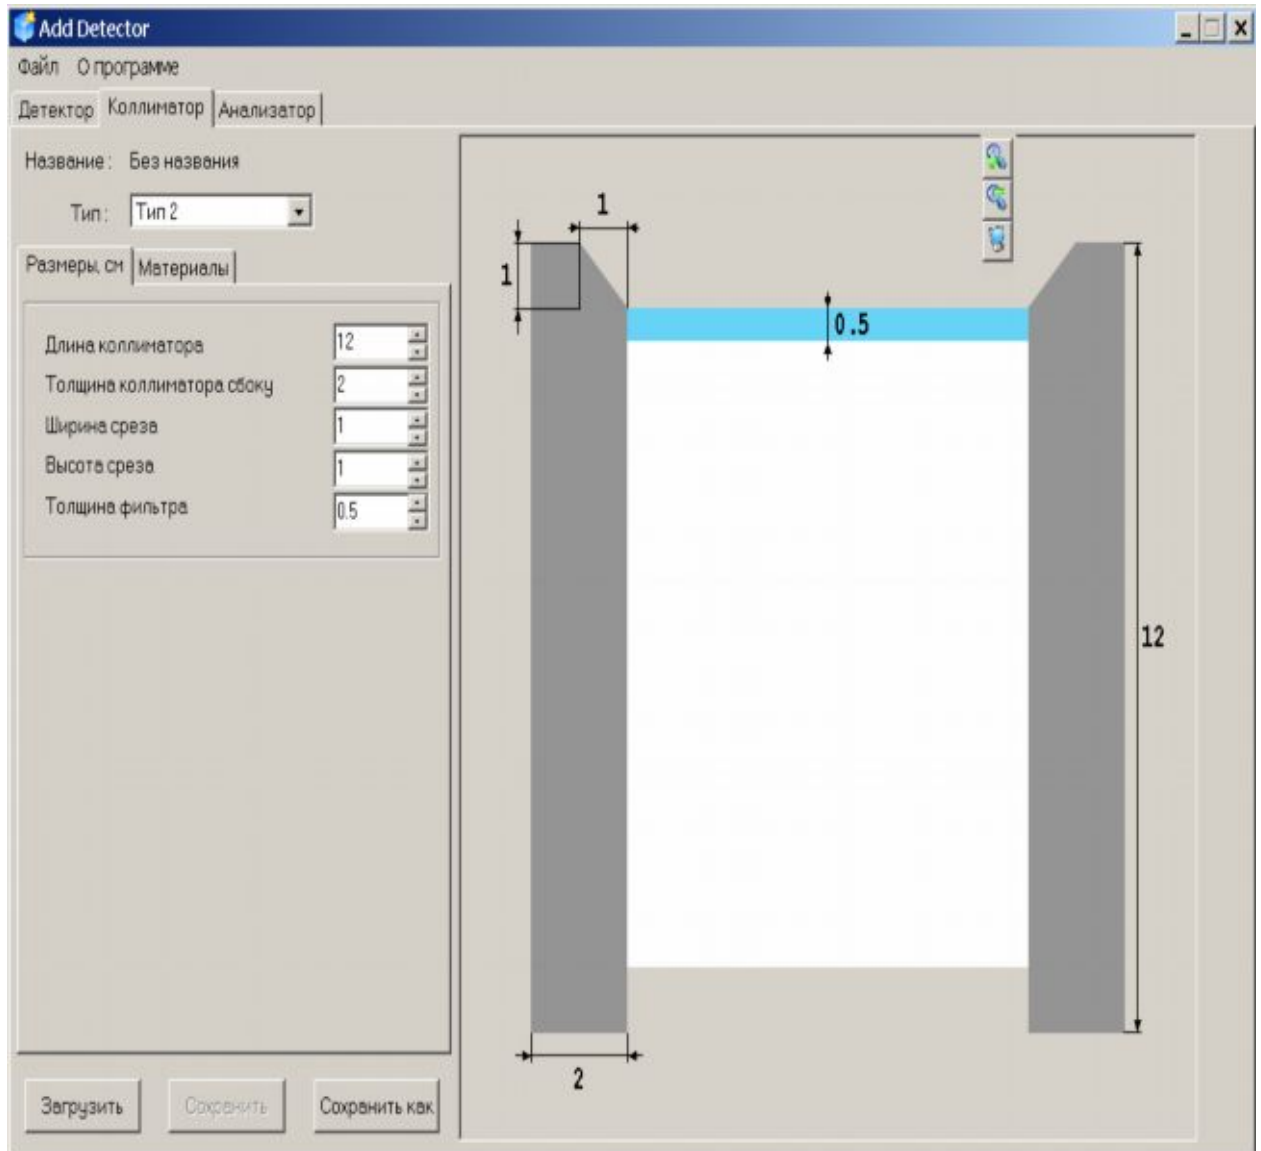 Add Detector
Файл О программе
Детектор Коллиматор Анализатор
Название: Без названия
Тип: Тип 2
Размеры, см Материалы
Длина коллиматора 12
Толщина коллиматора сбоку 2
Ширина среза 1
Высота среза 1
Толщина фильтра 0.5
Загрузить Сохранить Сохранить как
1
1
0.5
12
2